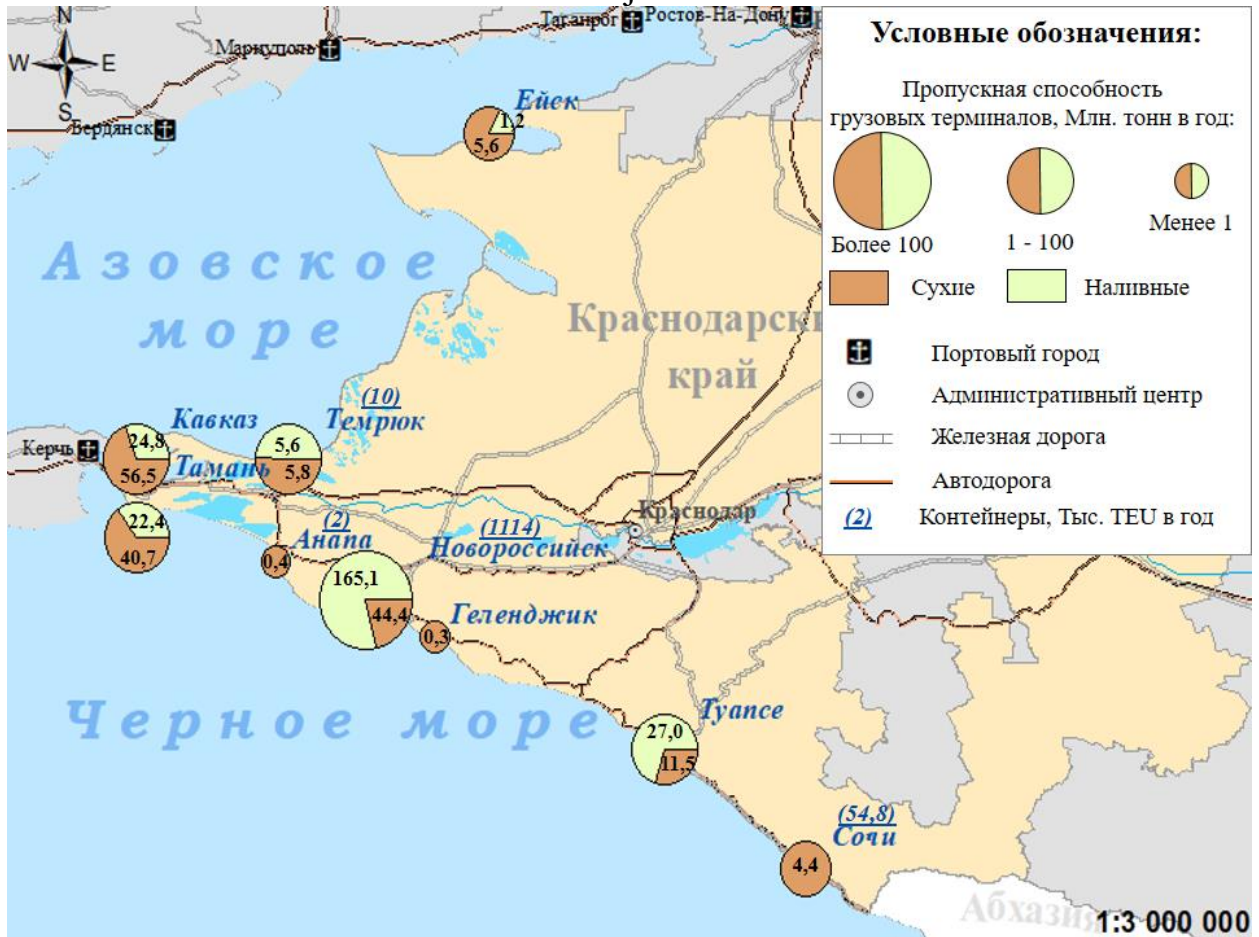 N
W E
S
Таганрог
Ростов-На-Дону
Мариуполь
Бердянск
Ейск
1,2
5,6
Азовское
море
Краснодарски
край
(10)
Темрюк
Кавказ
Керчь
24,8
56,5
5,6
5,8
Тамань
22,4
40,7
(2)
Анапа
0,4
(1114)
Новороссийск
Краснодар
165,1
44,4
Геленджик
0,3
Черное море
Туапсе
27,0
11,5
(54,8)
Сочи
4,4
Абхазия
1:3 000 000
Условные обозначения:
Пропускная способность
грузовых терминалов, Млн. тонн в год:
Более 100
1 - 100
Менее 1
Сухие
Наливные
Портовый город
Административный центр
Железная дорога
Автодорога
(2) Контейнеры, Тыс. TEU в год